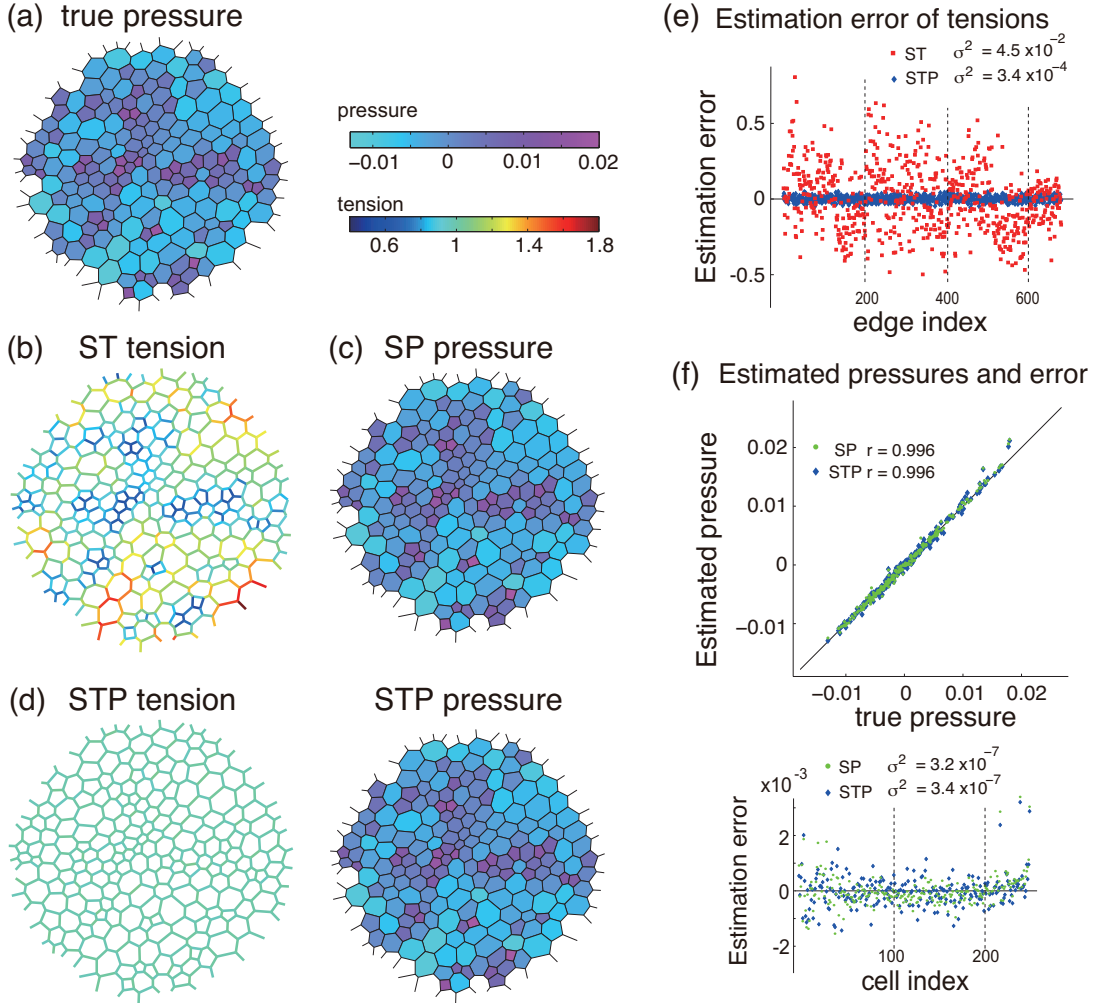 (a) true pressure
pressure
−0.01 0 0.01 0.02
tension
0.6 1 1.4 1.8
(b) ST tension
(c) SP pressure
(d) STP tension
STP pressure
(e) Estimation error of tensions
ST σ² = 4.5 x10⁻²
STP σ² = 3.4 x10⁻⁴
Estimation error
0.5
0
-0.5
200 400 600
edge index
(f) Estimated pressures and error
SP r = 0.996
STP r = 0.996
Estimated pressure
0.02
0.01
0
−0.01
−0.01 0 0.01 0.02
true pressure
SP σ² = 3.2 x10⁻⁷
STP σ² = 3.4 x10⁻⁷
x10⁻³
Estimation error
2
0
-2
100 200
cell index